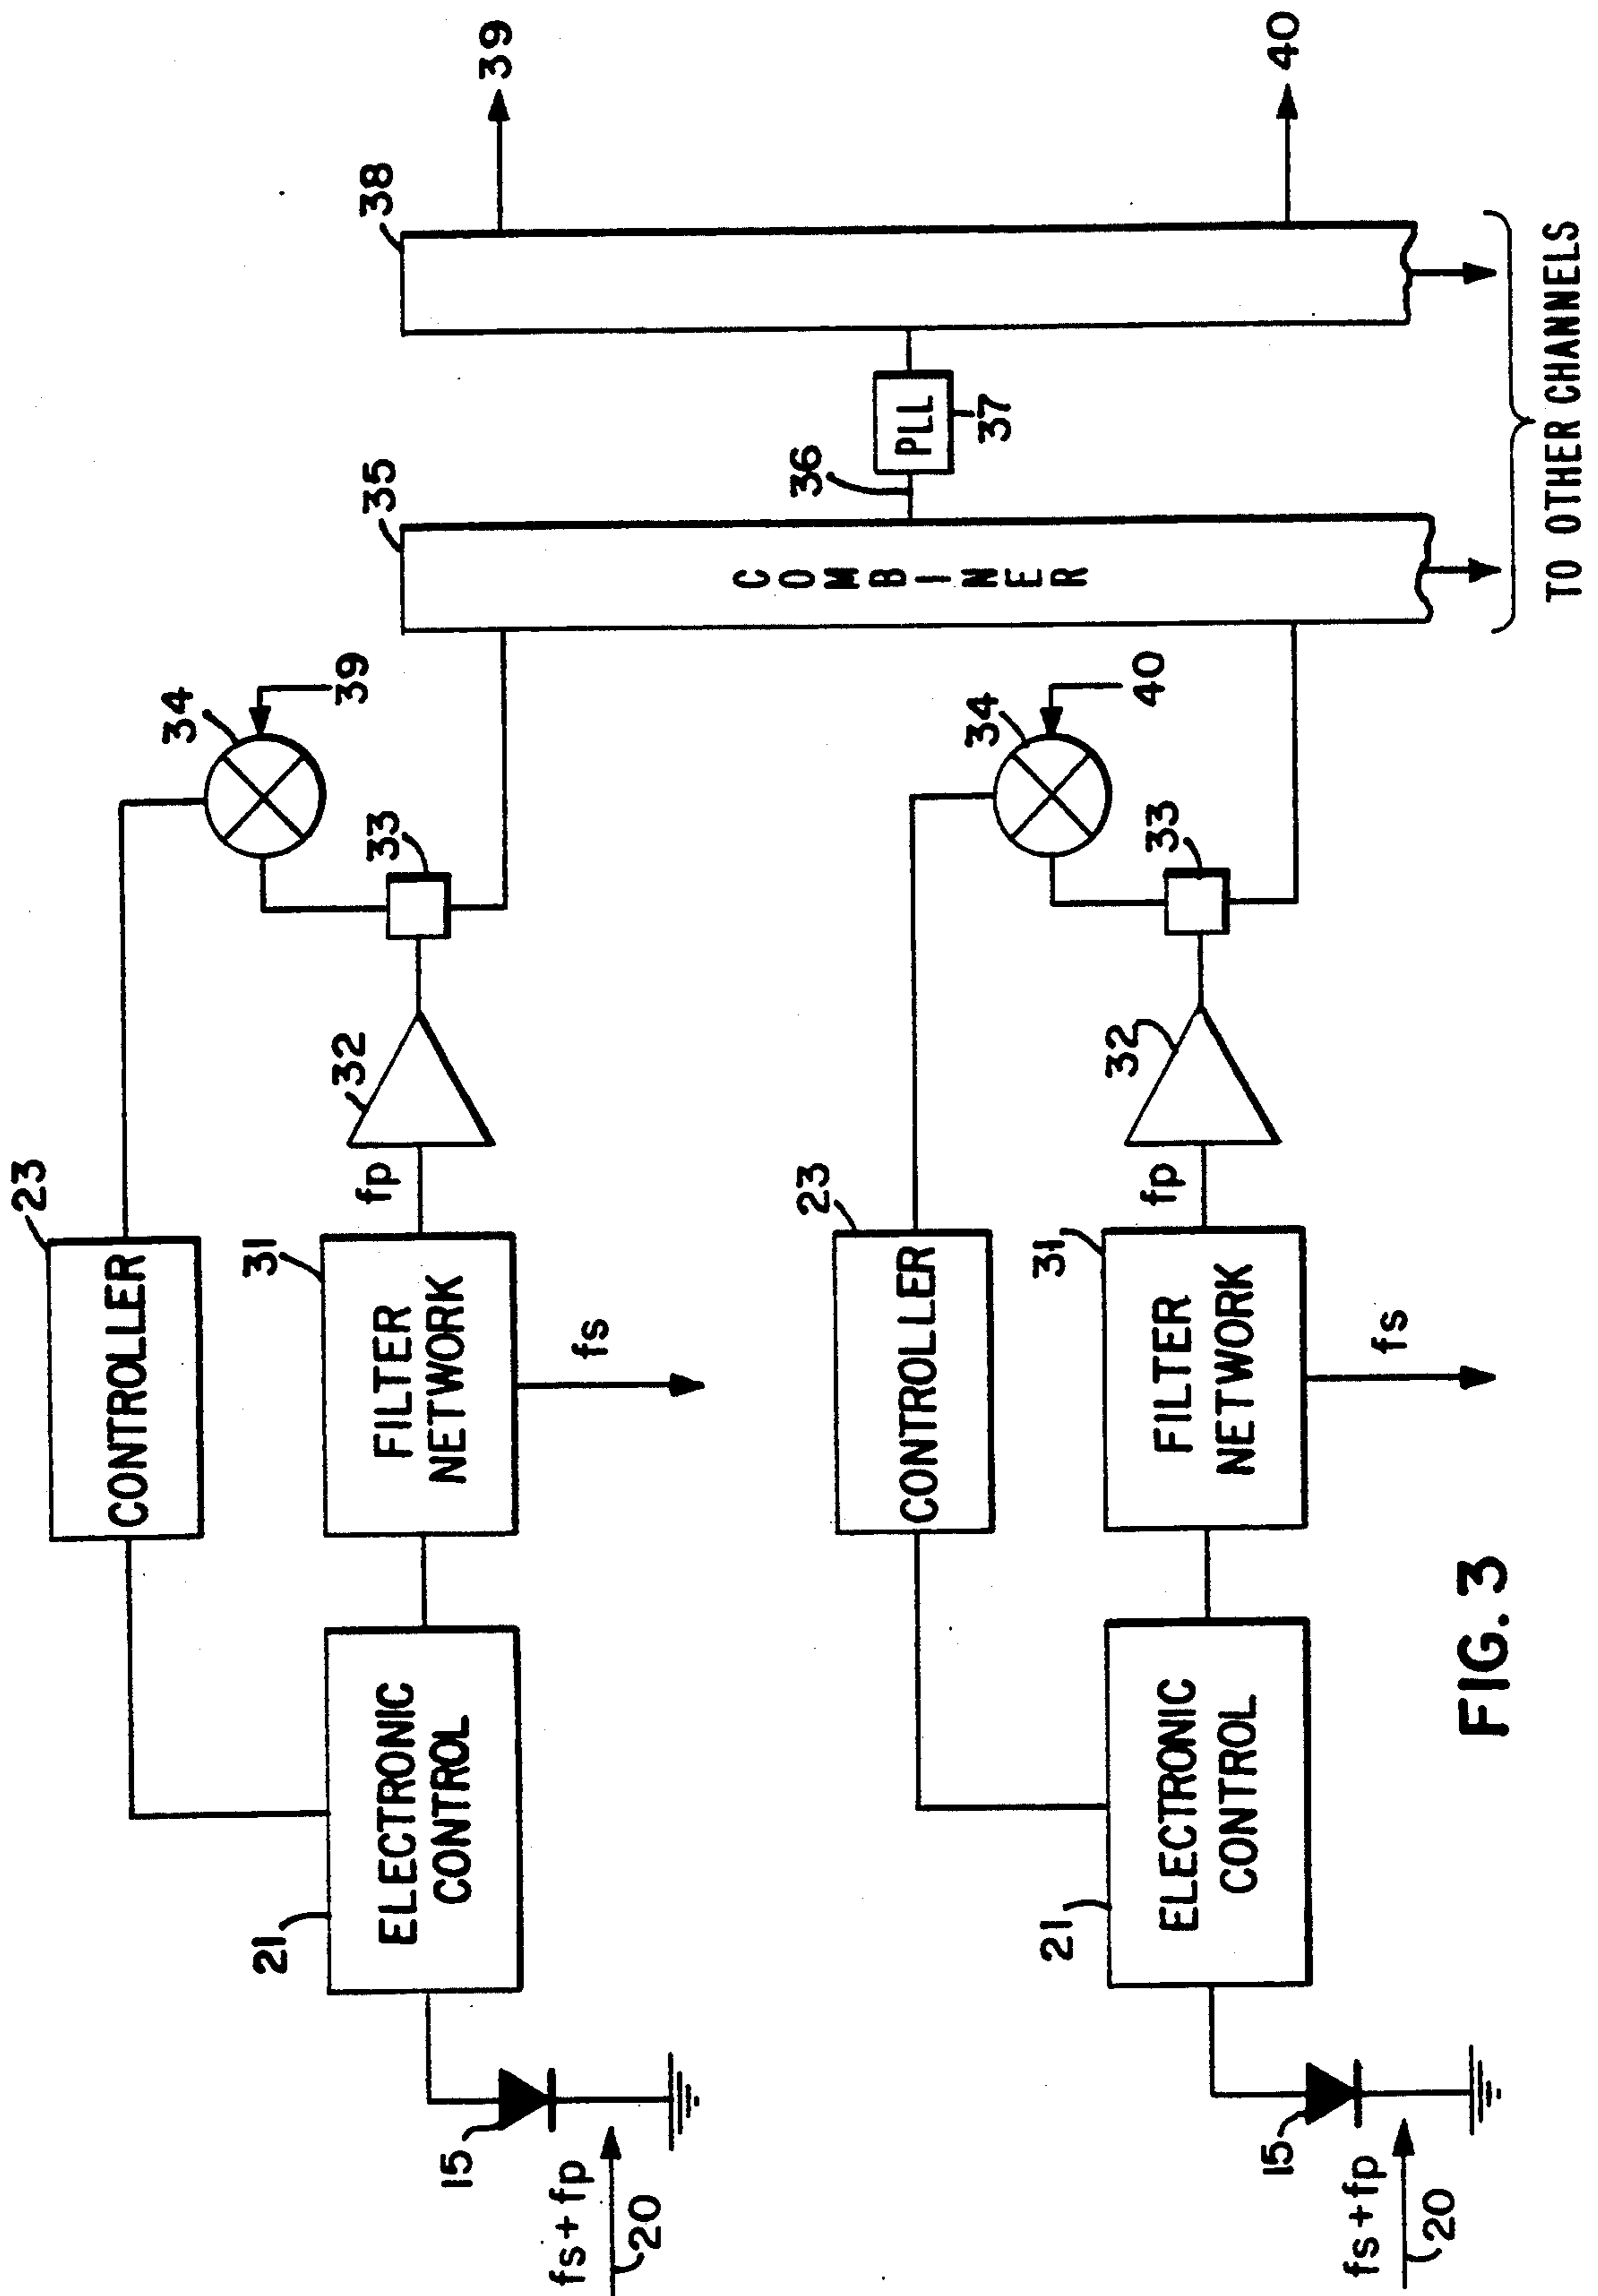 23
CONTROLLER
34
39
38
39
35
21
ELECTRONIC
CONTROL
31
FILTER
NETWORK
fp
32
33
fs
15
fs+fp
20
COMBINER
36
PLL
37
23
CONTROLLER
34
40
40
21
ELECTRONIC
CONTROL
31
FILTER
NETWORK
fp
32
33
fs
15
fs+fp
20
TO OTHER CHANNELS
FIG. 3